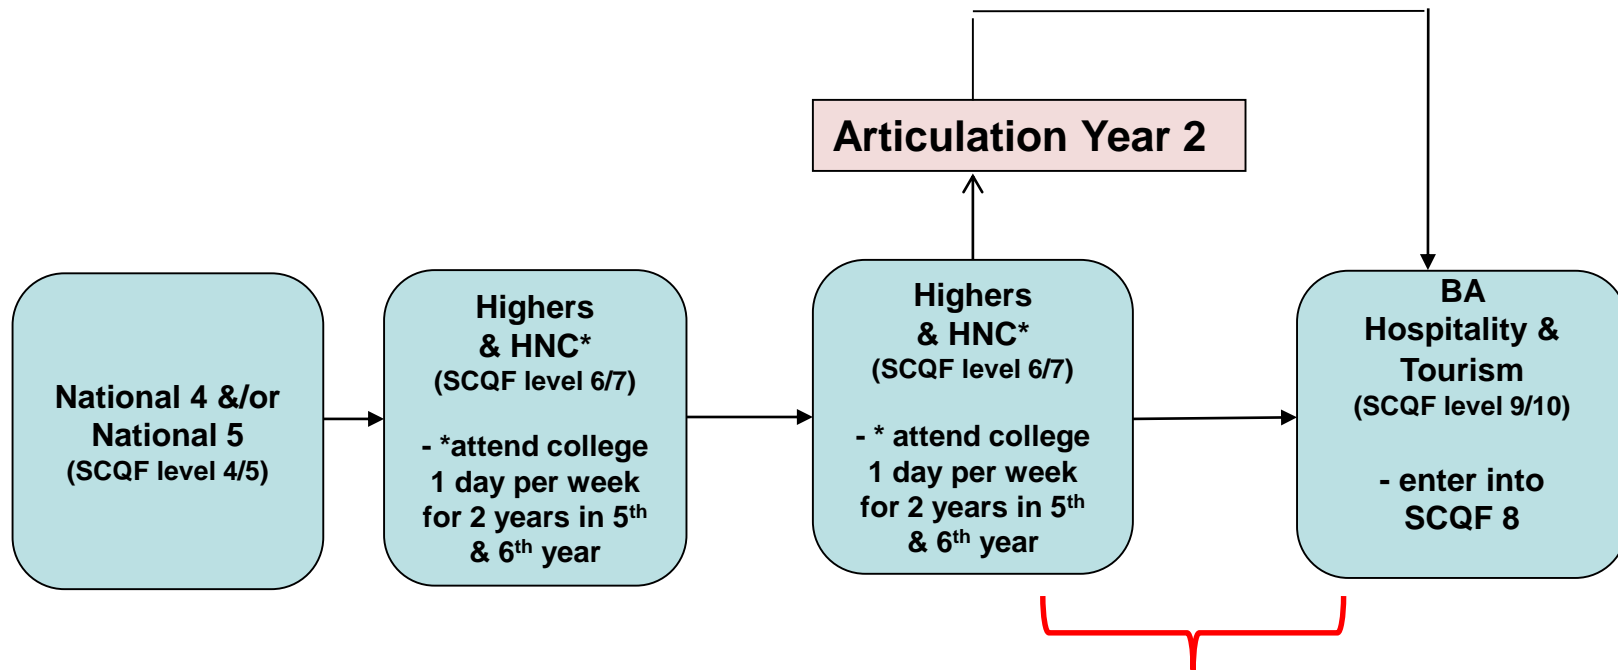 Articulation Year 2
National 4 &/or
National 5
(SCQF level 4/5)
Highers
& HNC*
(SCQF level 6/7)
- *attend college
1 day per week
for 2 years in 5th
& 6th year
Highers
& HNC*
(SCQF level 6/7)
- * attend college
1 day per week
for 2 years in 5th
& 6th year
BA
Hospitality &
Tourism
(SCQF level 9/10)
- enter into
SCQF 8